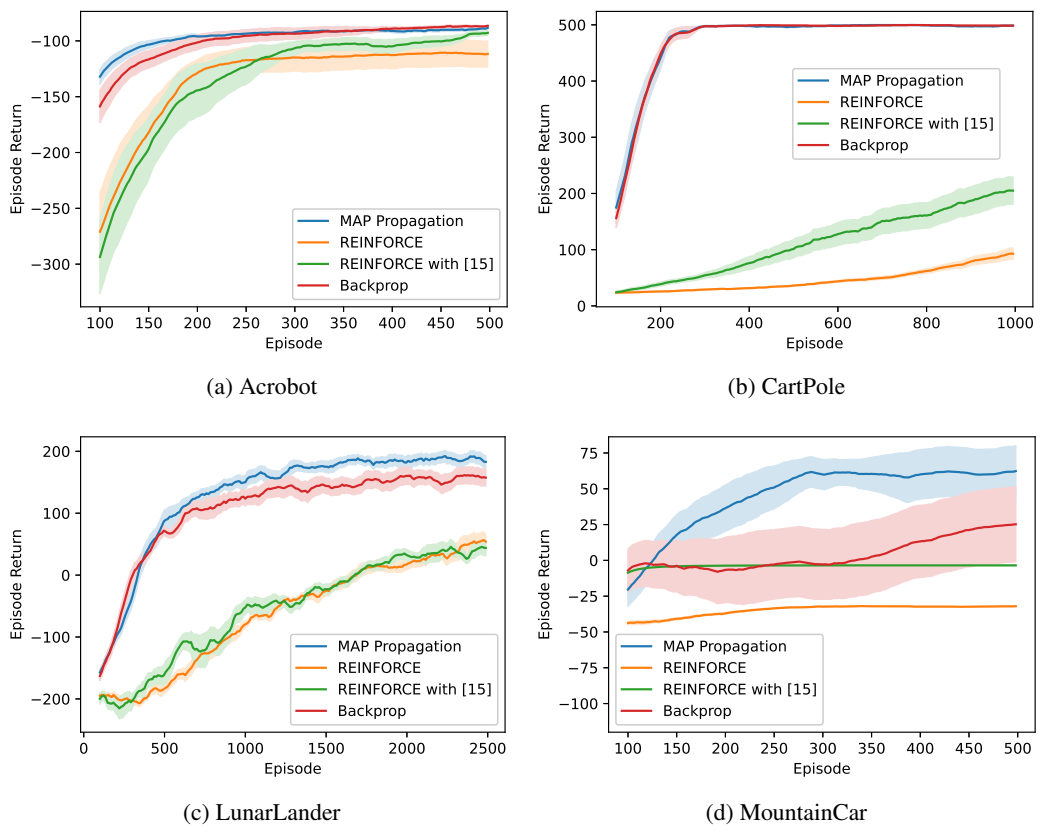 −100
−150
−200
−250
−300
Episode Return
MAP Propagation
REINFORCE
REINFORCE with [15]
Backprop
100 150 200 250 300 350 400 450 500
Episode
(a) Acrobot
500
400
300
200
100
0
Episode Return
MAP Propagation
REINFORCE
REINFORCE with [15]
Backprop
200 400 600 800 1000
Episode
(b) CartPole
200
100
0
−100
−200
Episode Return
MAP Propagation
REINFORCE
REINFORCE with [15]
Backprop
0 500 1000 1500 2000 2500
Episode
(c) LunarLander
75
50
25
0
−25
−50
−75
−100
Episode Return
MAP Propagation
REINFORCE
REINFORCE with [15]
Backprop
100 150 200 250 300 350 400 450 500
Episode
(d) MountainCar